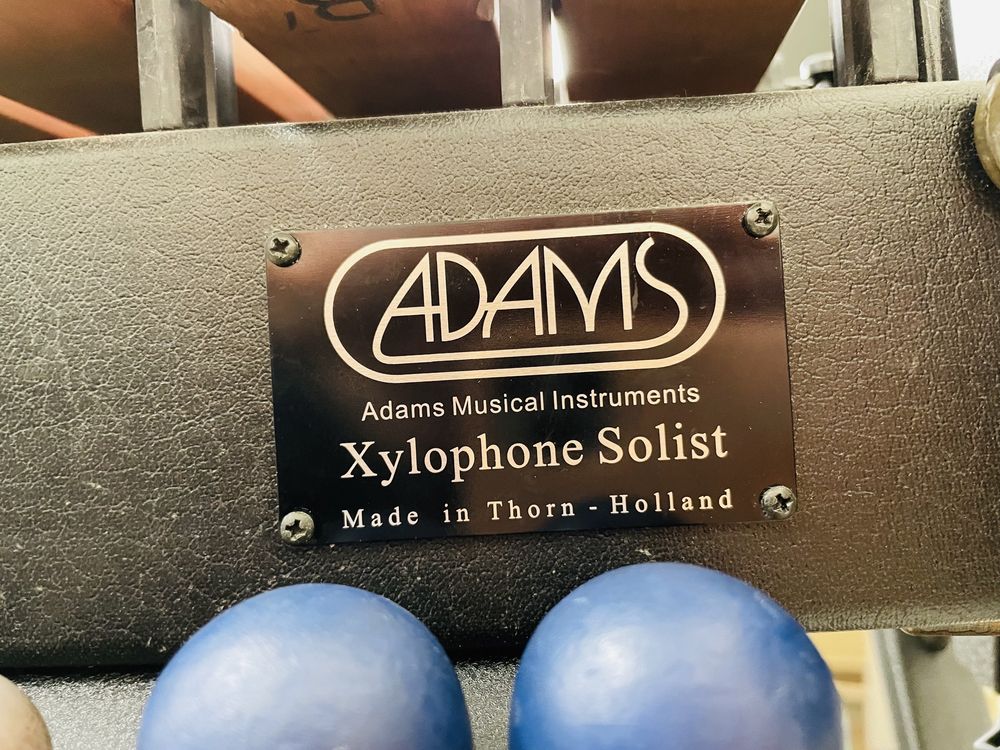 ADAMS
Adams Musical Instruments
Xylophone Solist
Made in Thorn - Holland